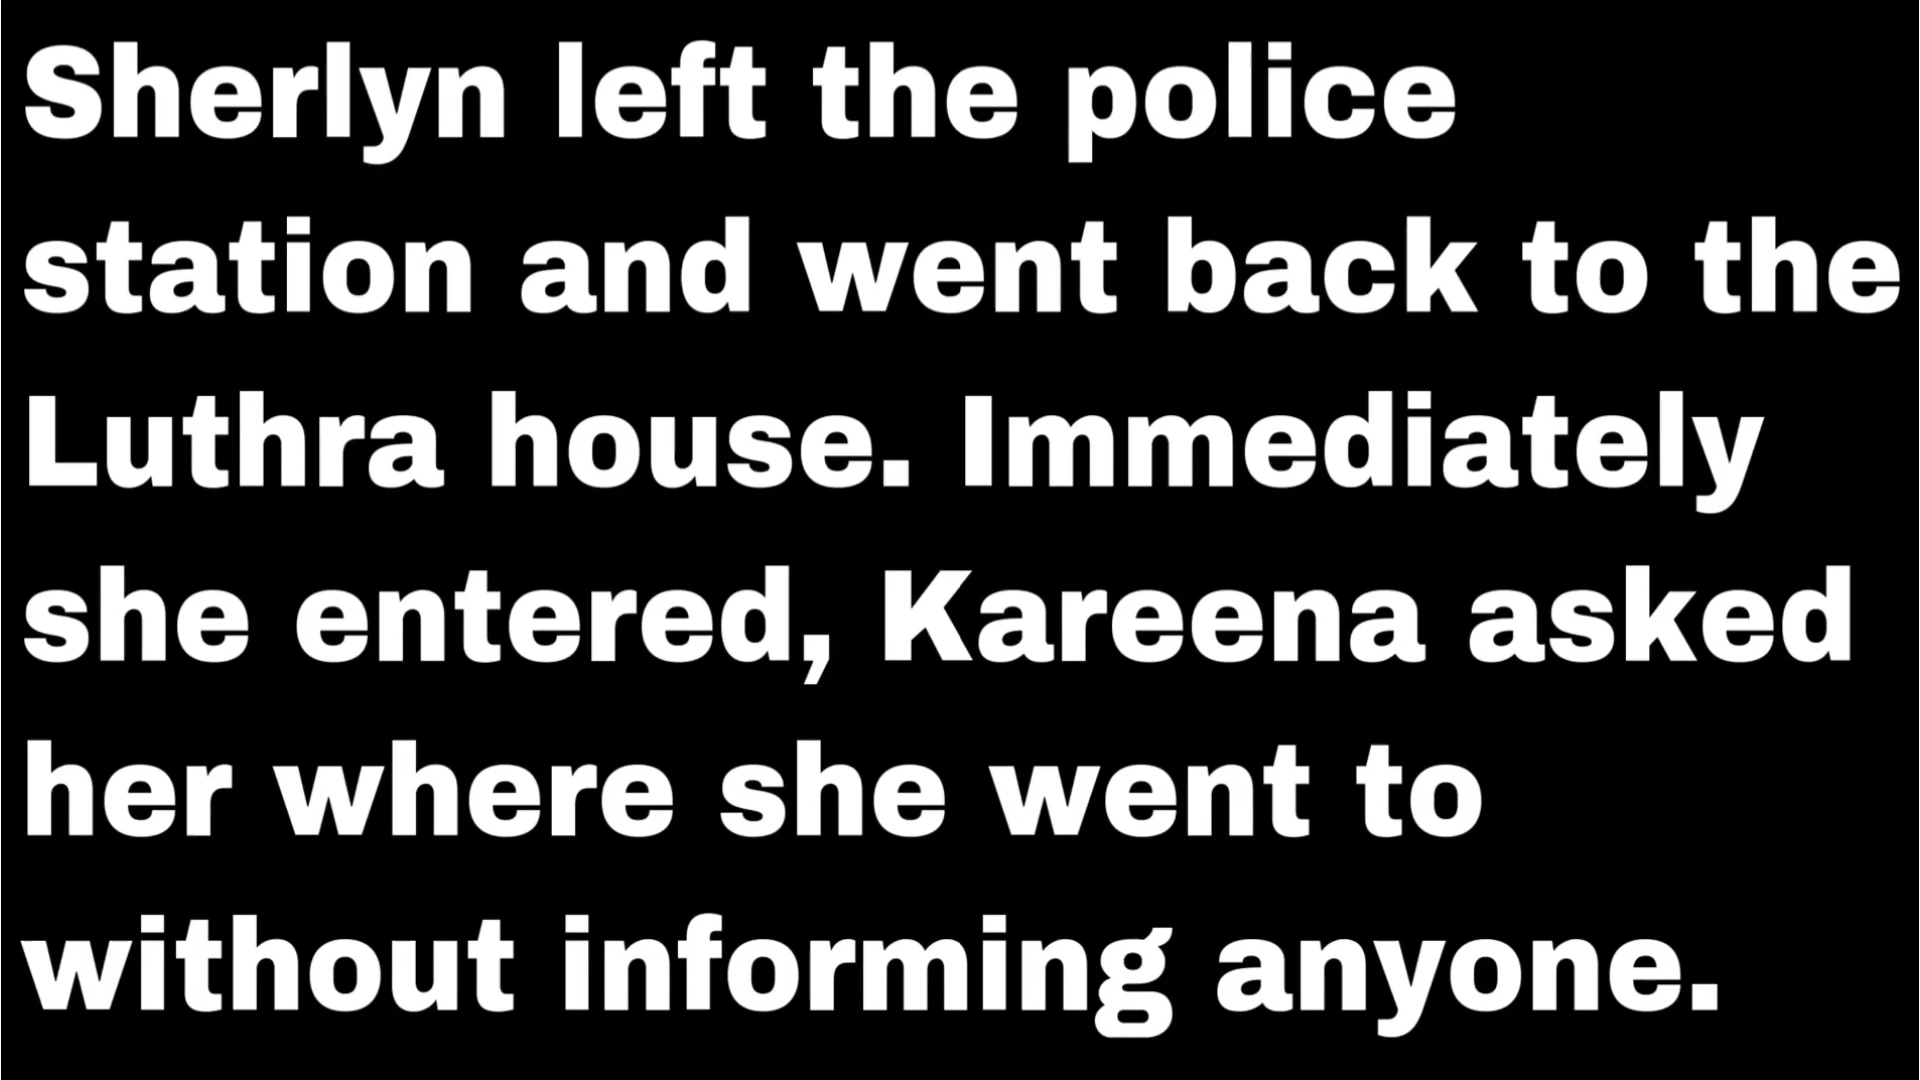 Sherlyn left the police
station and went back to the
Luthra house. Immediately
she entered, Kareena asked
her where she went to
without informing anyone.